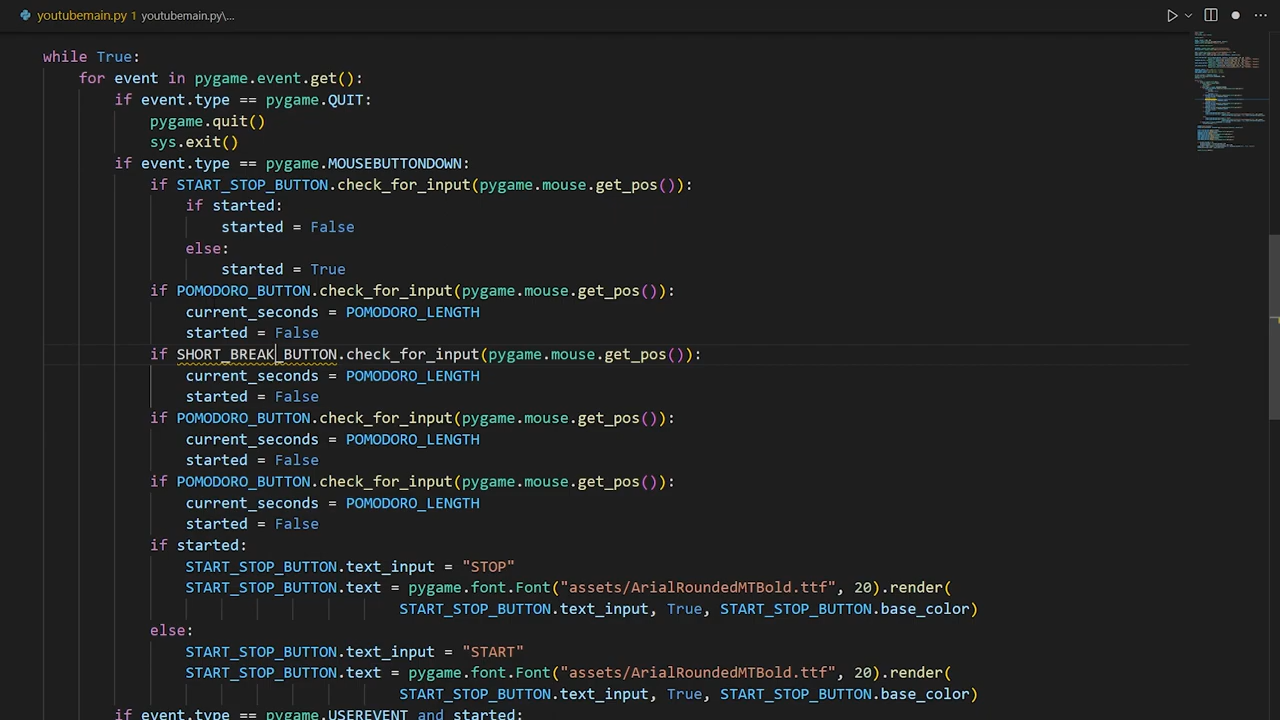 youtubemain.py 1 youtubemain.py\...
while True:
for event in pygame.event.get():
if event.type == pygame.QUIT:
pygame.quit()
sys.exit()
if event.type == pygame.MOUSEBUTTONDOWN:
if START_STOP_BUTTON.check_for_input(pygame.mouse.get_pos()):
if started:
started = False
else:
started = True
if POMODORO_BUTTON.check_for_input(pygame.mouse.get_pos()):
current_seconds = POMODORO_LENGTH
started = False
if SHORT_BREAK_BUTTON.check_for_input(pygame.mouse.get_pos()):
current_seconds = POMODORO_LENGTH
started = False
if POMODORO_BUTTON.check_for_input(pygame.mouse.get_pos()):
current_seconds = POMODORO_LENGTH
started = False
if POMODORO_BUTTON.check_for_input(pygame.mouse.get_pos()):
current_seconds = POMODORO_LENGTH
started = False
if started:
START_STOP_BUTTON.text_input = "STOP"
START_STOP_BUTTON.text = pygame.font.Font("assets/ArialRoundedMTBold.ttf", 20).render(
START_STOP_BUTTON.text_input, True, START_STOP_BUTTON.base_color)
else:
START_STOP_BUTTON.text_input = "START"
START_STOP_BUTTON.text = pygame.font.Font("assets/ArialRoundedMTBold.ttf", 20).render(
START_STOP_BUTTON.text_input, True, START_STOP_BUTTON.base_color)
if event.type == pygame.USEREVENT and started: